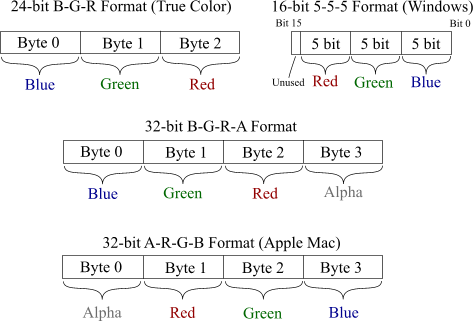 24-bit B-G-R Format (True Color)
Byte 0 Byte 1 Byte 2
Blue Green Red
16-bit 5-5-5 Format (Windows)
Bit 15 Bit 0
5 bit 5 bit 5 bit
Unused Red Green Blue
32-bit B-G-R-A Format
Byte 0 Byte 1 Byte 2 Byte 3
Blue Green Red Alpha
32-bit A-R-G-B Format (Apple Mac)
Byte 0 Byte 1 Byte 2 Byte 3
Alpha Red Green Blue